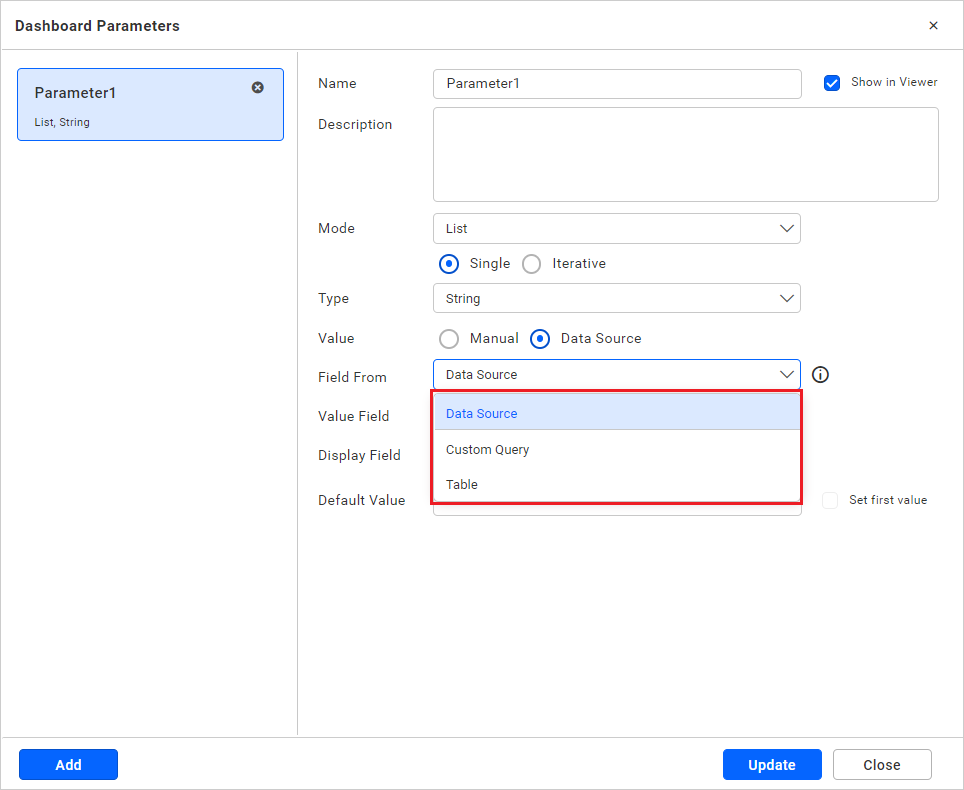 Dashboard Parameters
Parameter1
List, String
Name
Parameter1
Show in Viewer
Description
Mode
List
Single
Iterative
Type
String
Value
Manual
Data Source
Field From
Data Source
Value Field
Data Source
Custom Query
Display Field
Table
Default Value
Set first value
Add
Update
Close